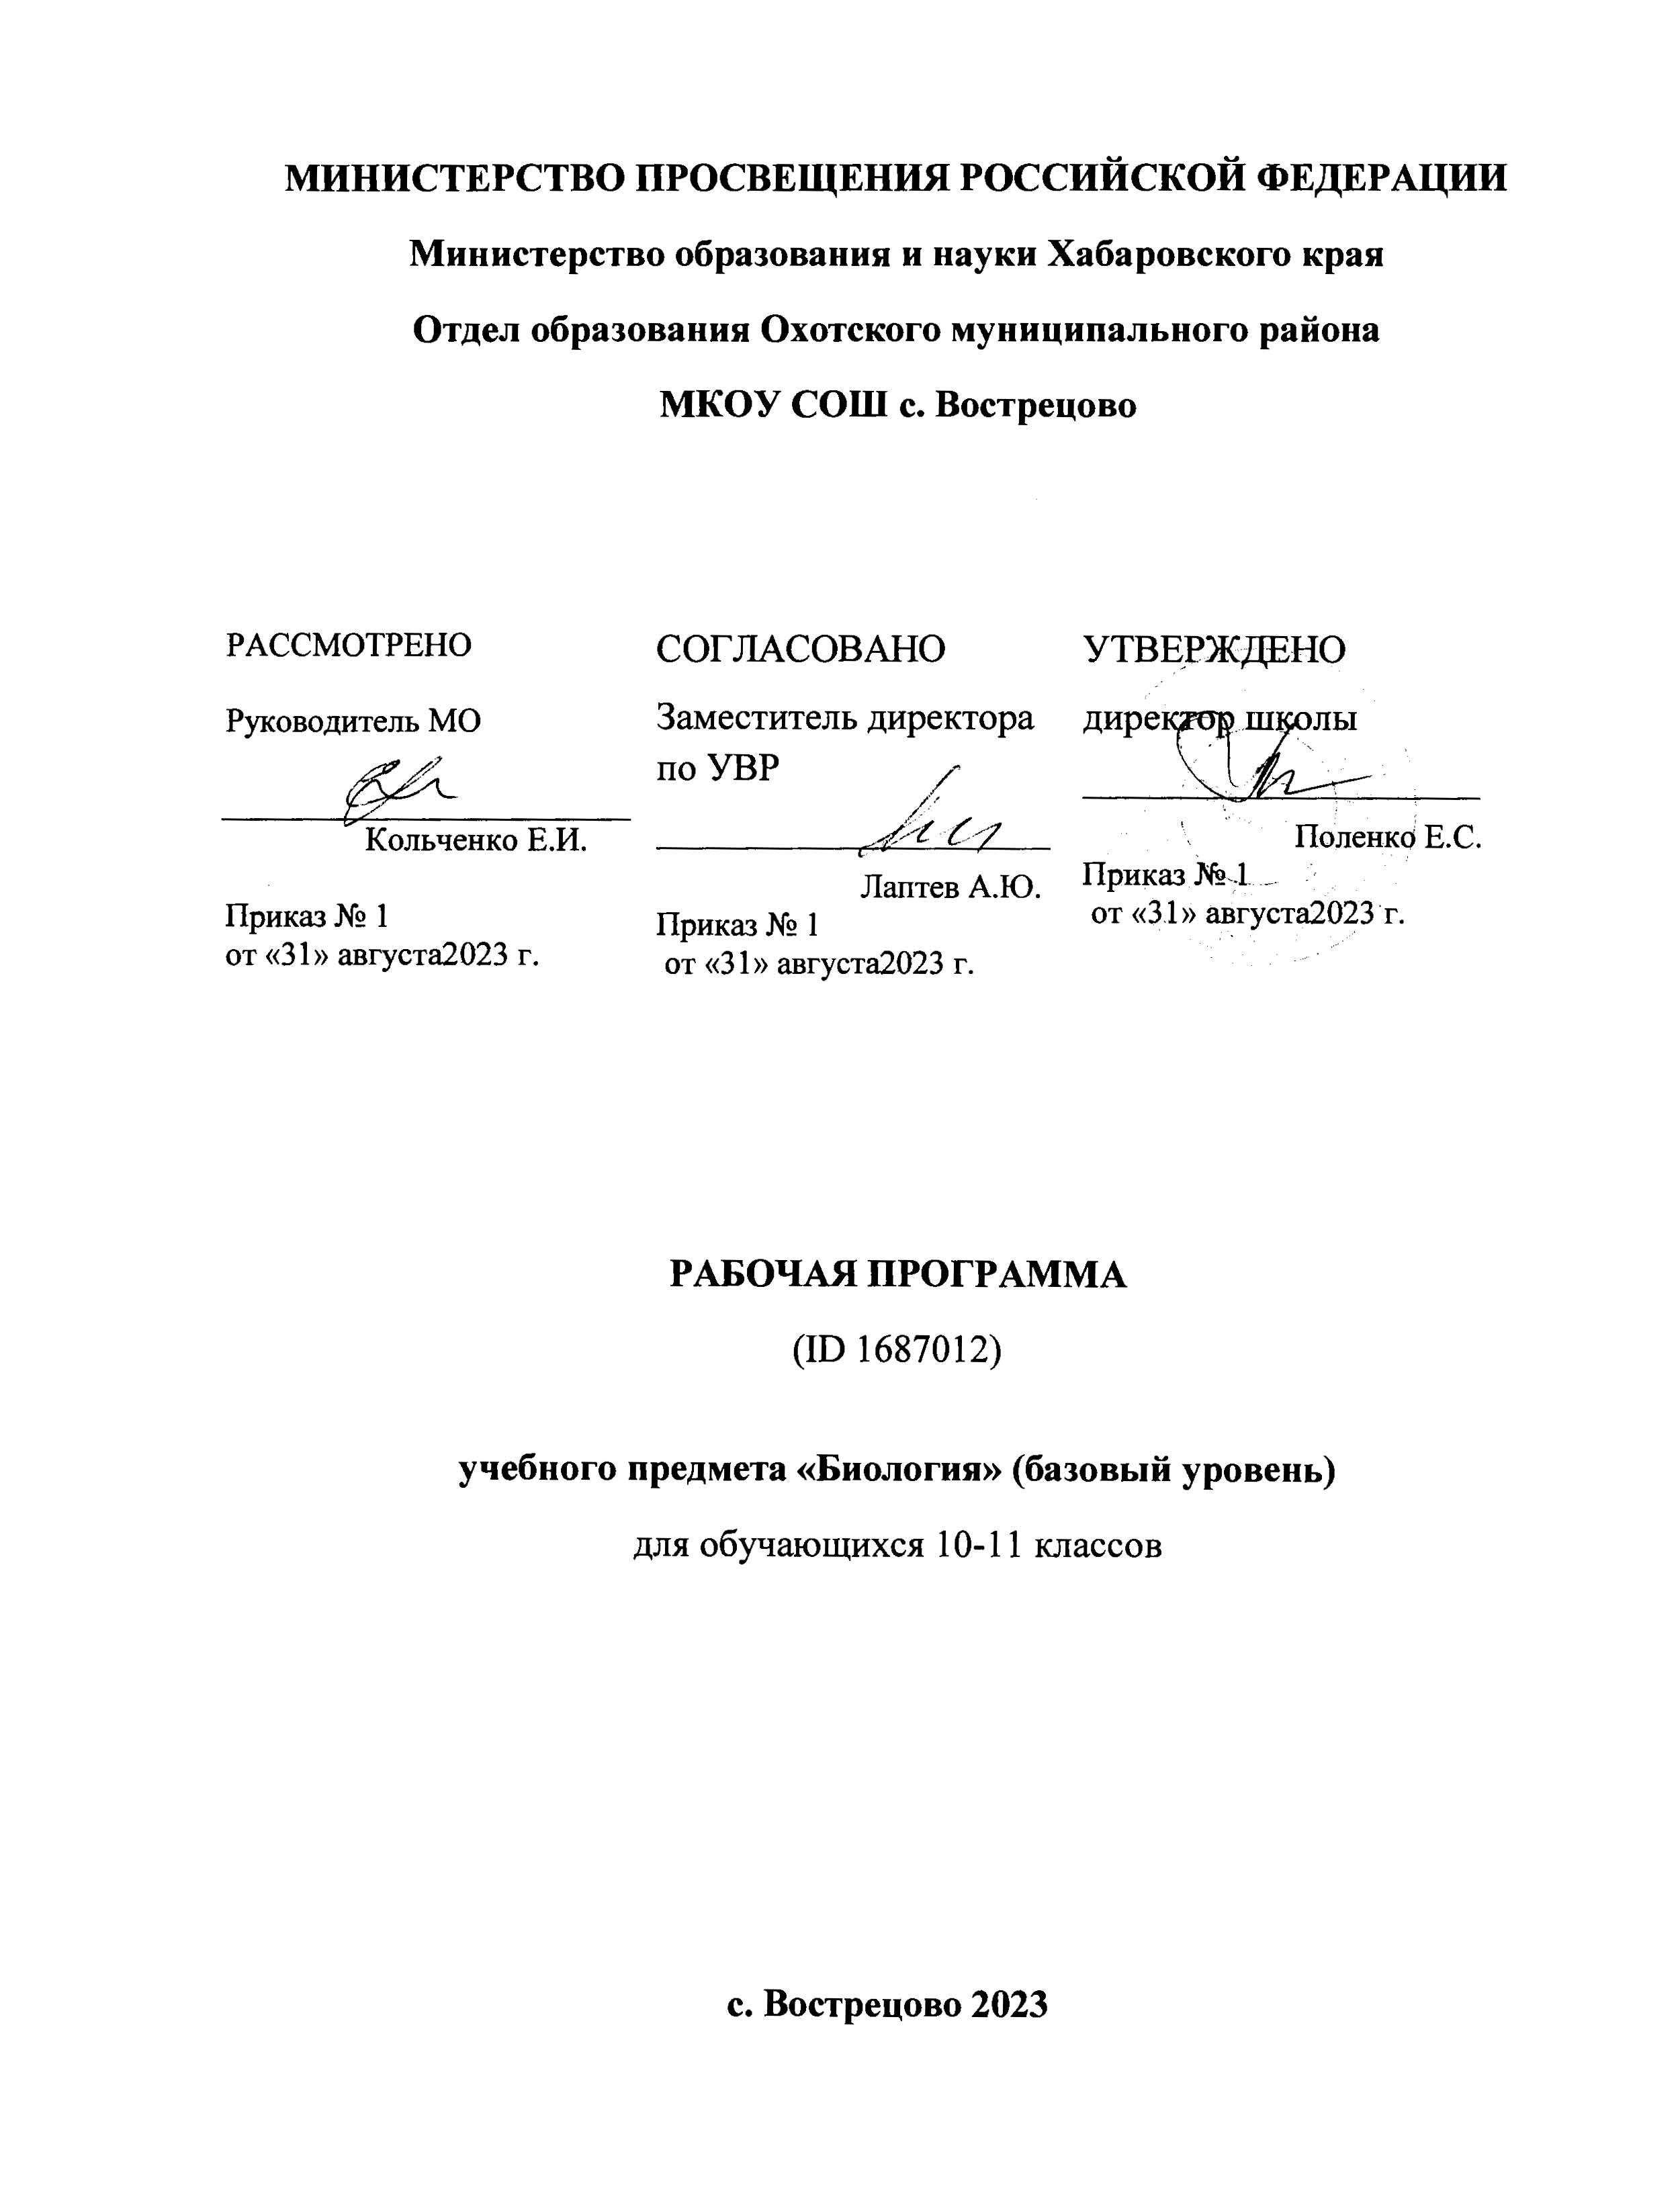 МИНИСТЕРСТВО ПРОСВЕЩЕНИЯ РОССИЙСКОЙ ФЕДЕРАЦИИ
Министерство образования и науки Хабаровского края
Отдел образования Охотского муниципального района
МКОУ СОШ с. Вострецово
РАССМОТРЕНО
Руководитель МО
Кольченко Е.И.
Приказ № 1
от «31» августа2023 г.
СОГЛАСОВАНО
Заместитель директора
по УВР
Лаптев А.Ю.
Приказ № 1
от «31» августа2023 г.
УТВЕРЖДЕНО
директор школы
Поленко Е.С.
Приказ № 1
от «31» августа2023 г.
РАБОЧАЯ ПРОГРАММА
(ID 1687012)
учебного предмета «Биология» (базовый уровень)
для обучающихся 10-11 классов
с. Вострецово 2023